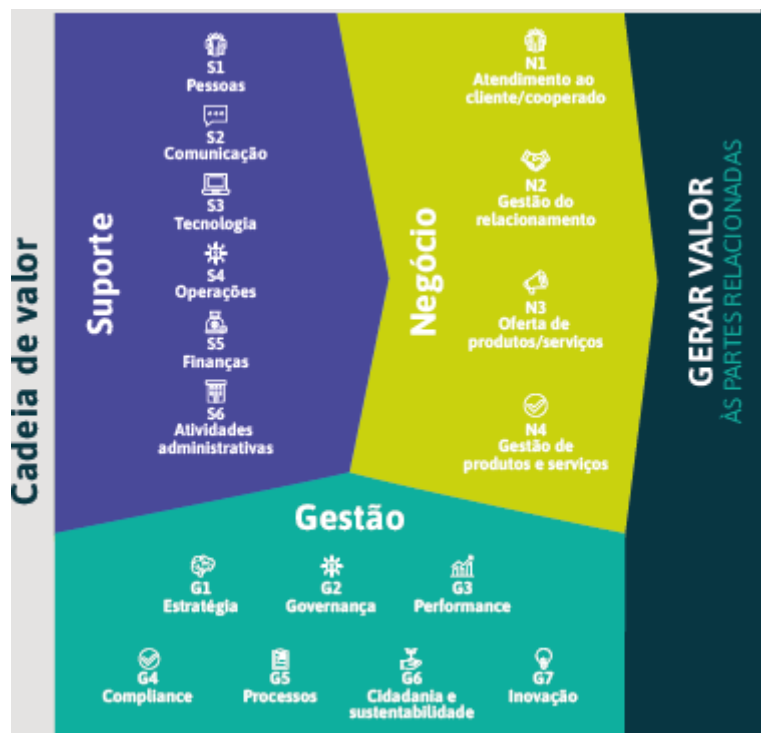 Cadeia de valor
Suporte
S1
Pessoas
S2
Comunicação
S3
Tecnologia
S4
Operações
S5
Finanças
S6
Atividades
administrativas
Negócio
N1
Atendimento ao
cliente/cooperado
N2
Gestão do
relacionamento
N3
Oferta de
produtos/serviços
N4
Gestão de
produtos e serviços
GERAR VALOR
ÀS PARTES RELACIONADAS
Gestão
G1
Estratégia
G2
Governança
G3
Performance
G4
Compliance
G5
Processos
G6
Cidadania e
sustentabilidade
G7
Inovação